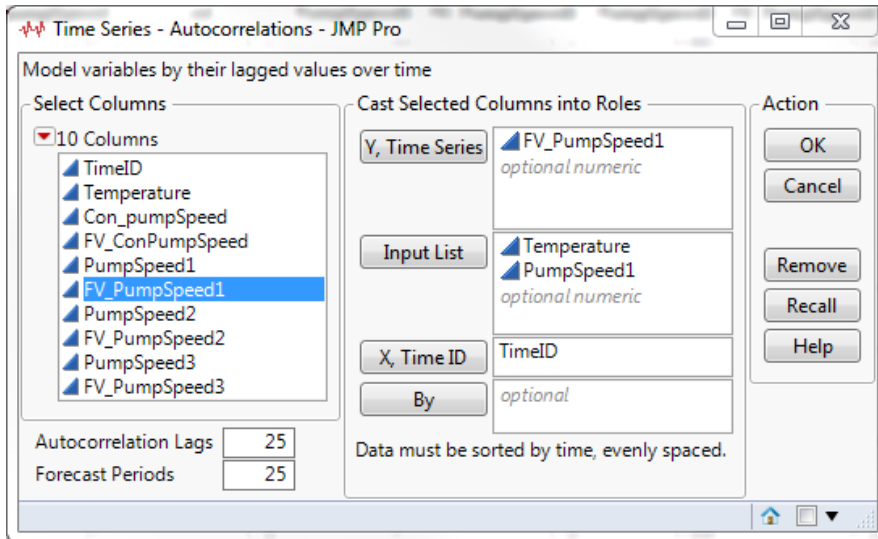 Time Series - Autocorrelations - JMP Pro
Model variables by their lagged values over time
Select Columns
10 Columns
TimeID
Temperature
Con_pumpSpeed
FV_ConPumpSpeed
PumpSpeed1
FV_PumpSpeed1
PumpSpeed2
FV_PumpSpeed2
PumpSpeed3
FV_PumpSpeed3
Autocorrelation Lags 25
Forecast Periods 25
Cast Selected Columns into Roles
Y, Time Series
FV_PumpSpeed1
optional numeric
Input List
Temperature
PumpSpeed1
optional numeric
X, Time ID
TimeID
By
optional
Data must be sorted by time, evenly spaced.
Action
OK
Cancel
Remove
Recall
Help